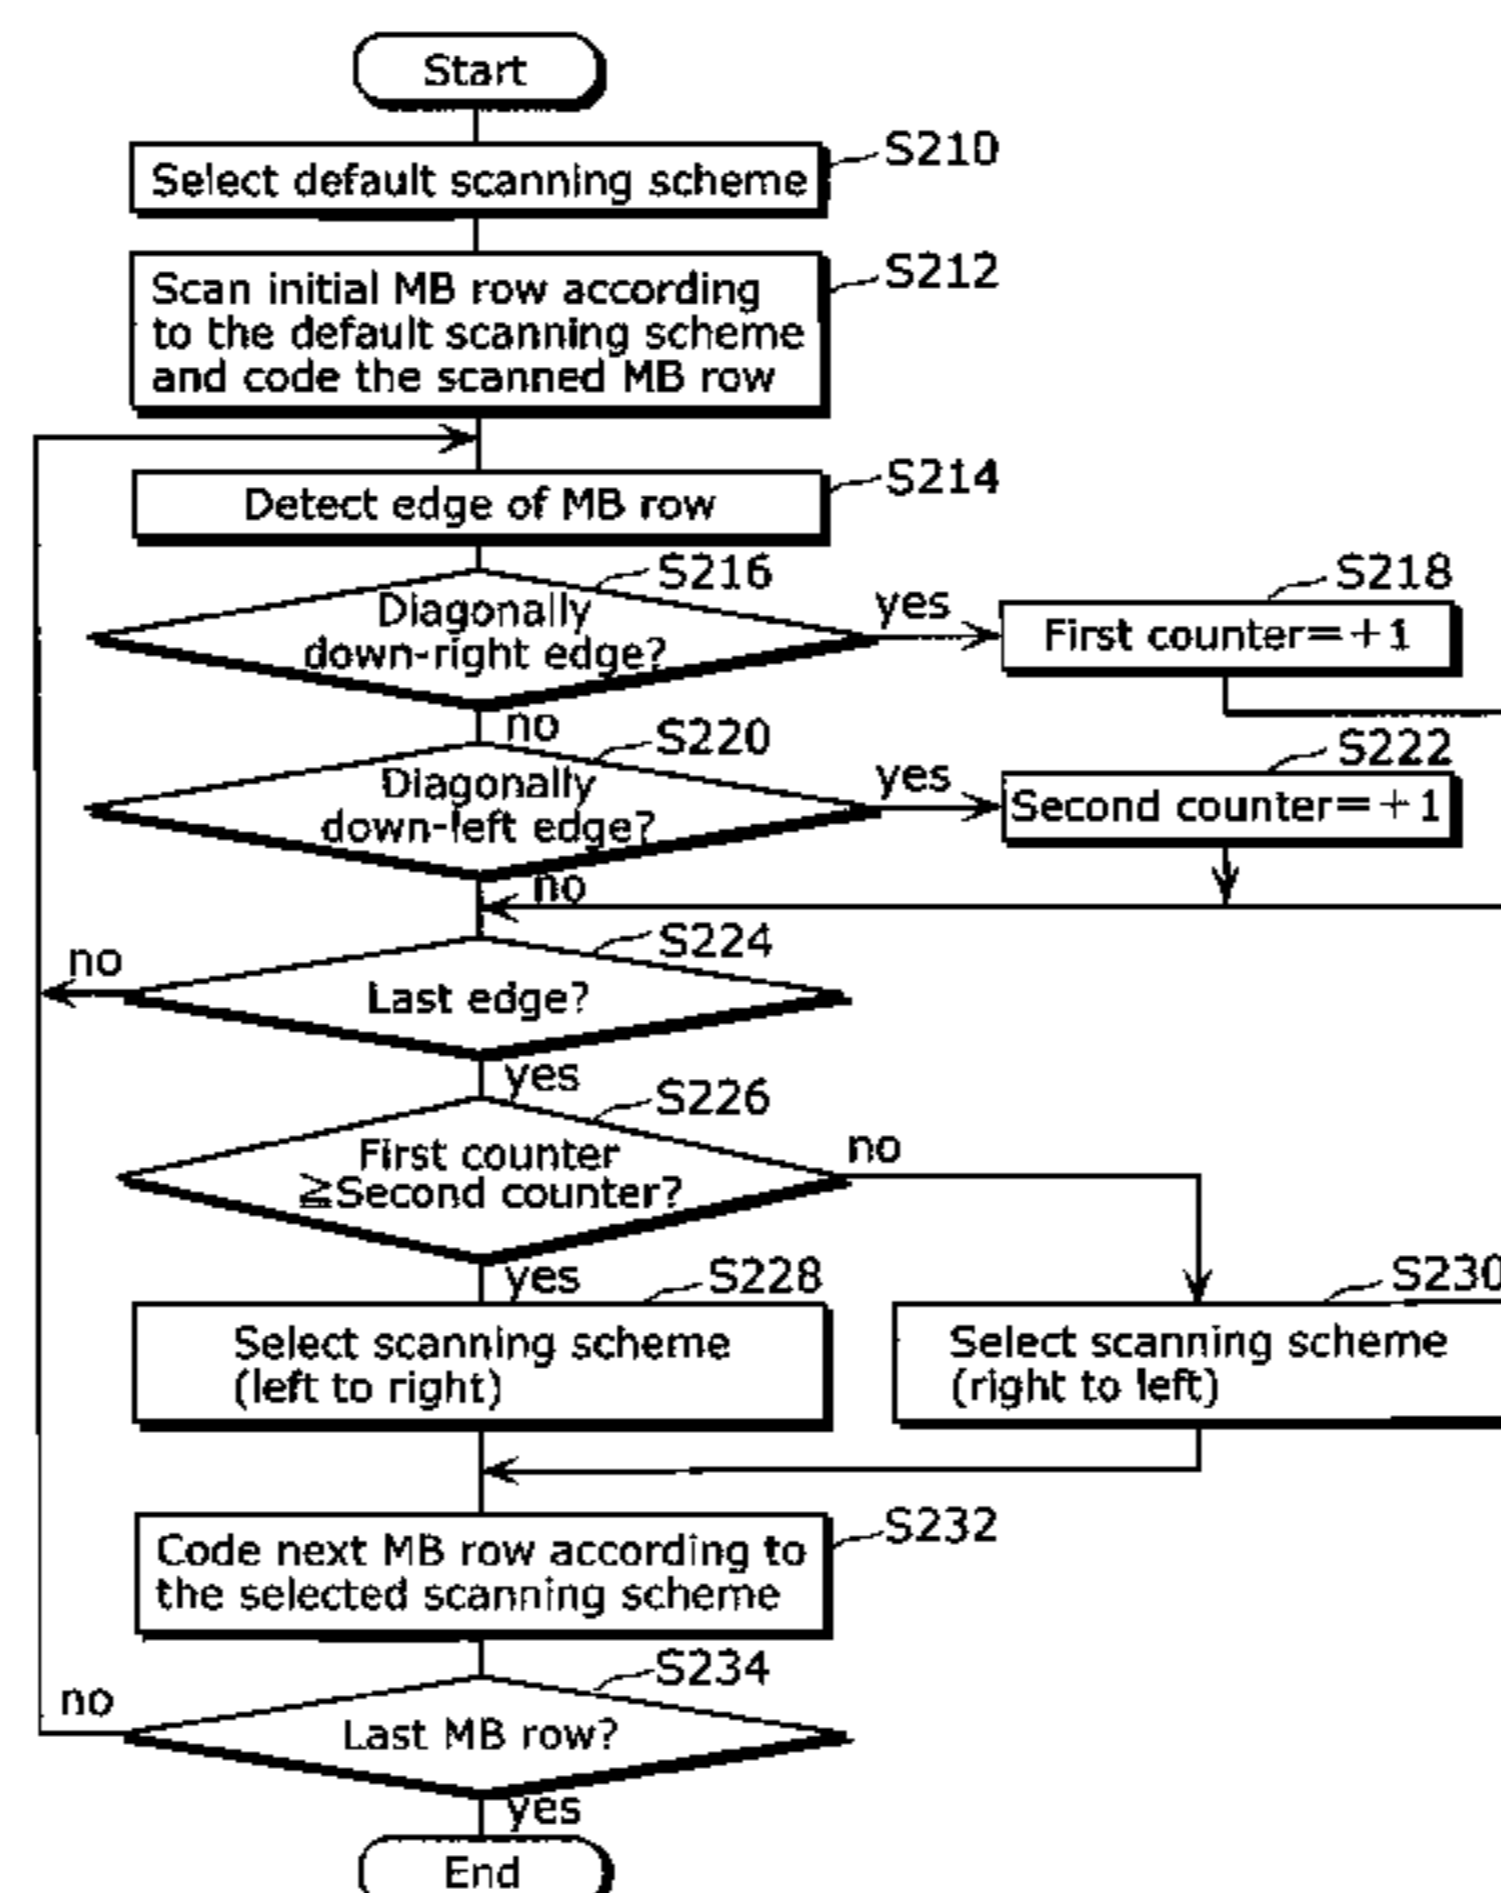 Start
S210
Select default scanning scheme
S212
Scan initial MB row according
to the default scanning scheme
and code the scanned MB row
S214
Detect edge of MB row
S216
Diagonally
down-right edge?
yes
S218
First counter=+1
no
S220
Diagonally
down-left edge?
yes
S222
Second counter=+1
no
S224
Last edge?
no
yes
S226
First counter
≧Second counter?
no
yes
S228
Select scanning scheme
(left to right)
S230
Select scanning scheme
(right to left)
S232
Code next MB row according to
the selected scanning scheme
S234
Last MB row?
no
yes
End